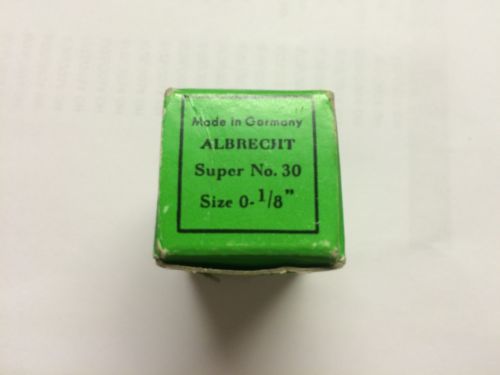 Made in Germany
ALBRECHT
Super No. 30
Size 0-1/8"